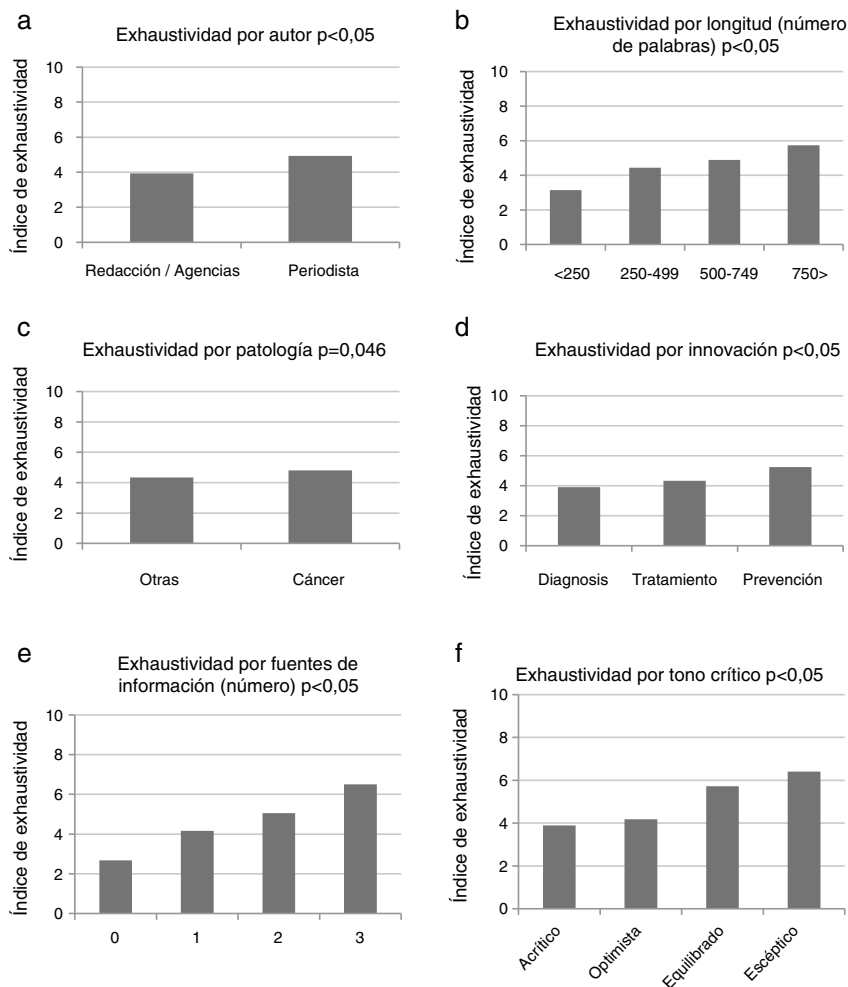 a
Exhaustividad por autor p<0,05
Índice de exhaustividad
10
8
6
4
2
0
Redacción / Agencias Periodista
b
Exhaustividad por longitud (número
de palabras) p<0,05
Índice de exhaustividad
10
8
6
4
2
0
<250 250-499 500-749 750>
c
Exhaustividad por patología p=0,046
Índice de exhaustividad
10
8
6
4
2
0
Otras Cáncer
d
Exhaustividad por innovación p<0,05
Índice de exhaustividad
10
8
6
4
2
0
Diagnosis Tratamiento Prevención
e
Exhaustividad por fuentes de
información (número) p<0,05
Índice de exhaustividad
10
8
6
4
2
0
0 1 2 3
f
Exhaustividad por tono crítico p<0,05
Índice de exhaustividad
10
8
6
4
2
0
Acrítico Optimista Equilibrado Escéptico